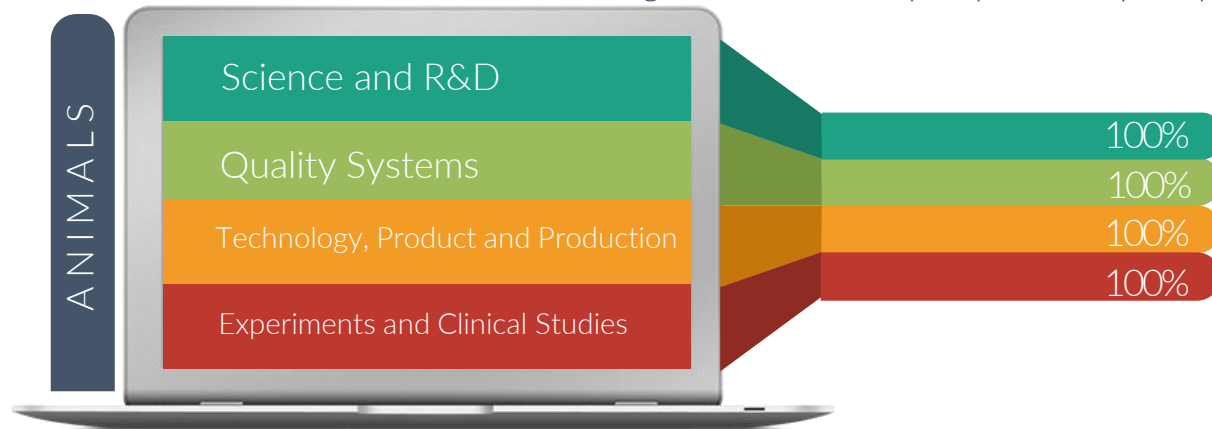 ANIMALS
Science and R&D
100%
Quality Systems
100%
Technology, Product and Production
100%
Experiments and Clinical Studies
100%